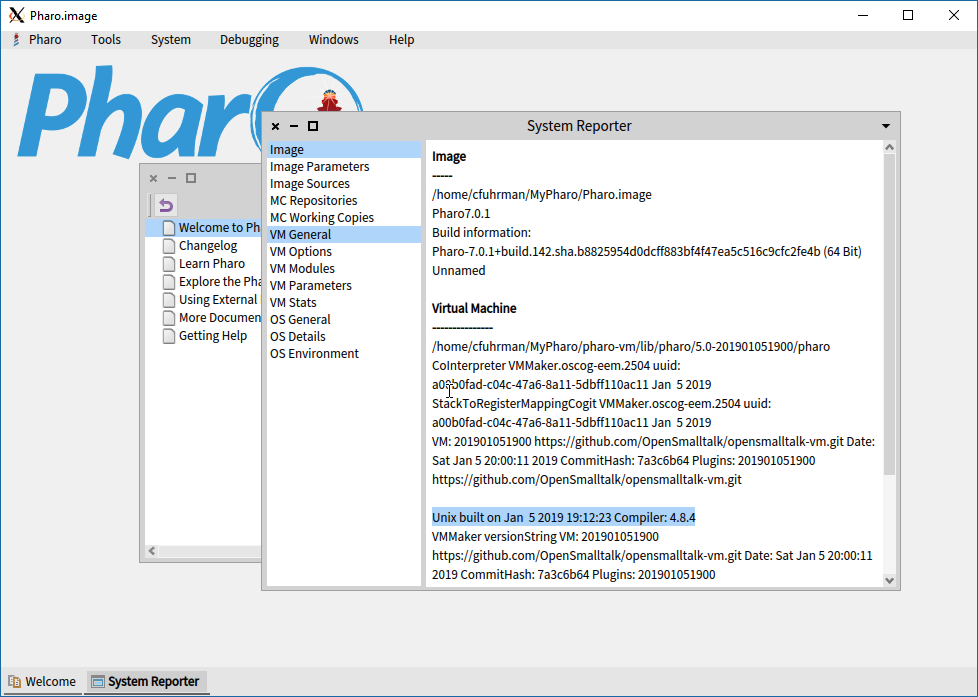 Pharo.image
Pharo Tools System Debugging Windows Help
Pharo
System Reporter
Welcome to Pha
Changelog
Learn Pharo
Explore the Pha
Using External
More Documen
Getting Help
Image
Image Parameters
Image Sources
MC Repositories
MC Working Copies
VM General
VM Options
VM Modules
VM Parameters
VM Stats
OS General
OS Details
OS Environment
Image
-----
/home/cfuhrman/MyPharo/Pharo.image
Pharo7.0.1
Build information:
Pharo-7.0.1+build.142.sha.b8825954d0dcff883bf4f47ea5c516c9cfc2fe4b (64 Bit)
Unnamed
Virtual Machine
---------------
/home/cfuhrman/MyPharo/pharo-vm/lib/pharo/5.0-201901051900/pharo
CoInterpreter VMMaker.oscog-eem.2504 uuid:
a00b0fad-c04c-47a6-8a11-5dbff110ac11 Jan  5 2019
StackToRegisterMappingCogit VMMaker.oscog-eem.2504 uuid:
a00b0fad-c04c-47a6-8a11-5dbff110ac11 Jan  5 2019
VM: 201901051900 https://github.com/OpenSmalltalk/opensmalltalk-vm.git Date:
Sat Jan 5 20:00:11 2019 CommitHash: 7a3c6b64 Plugins: 201901051900
https://github.com/OpenSmalltalk/opensmalltalk-vm.git
Unix built on Jan  5 2019 19:12:23 Compiler: 4.8.4
VMMaker versionString VM: 201901051900
https://github.com/OpenSmalltalk/opensmalltalk-vm.git Date: Sat Jan 5 20:00:11
2019 CommitHash: 7a3c6b64 Plugins: 201901051900
Welcome
System Reporter